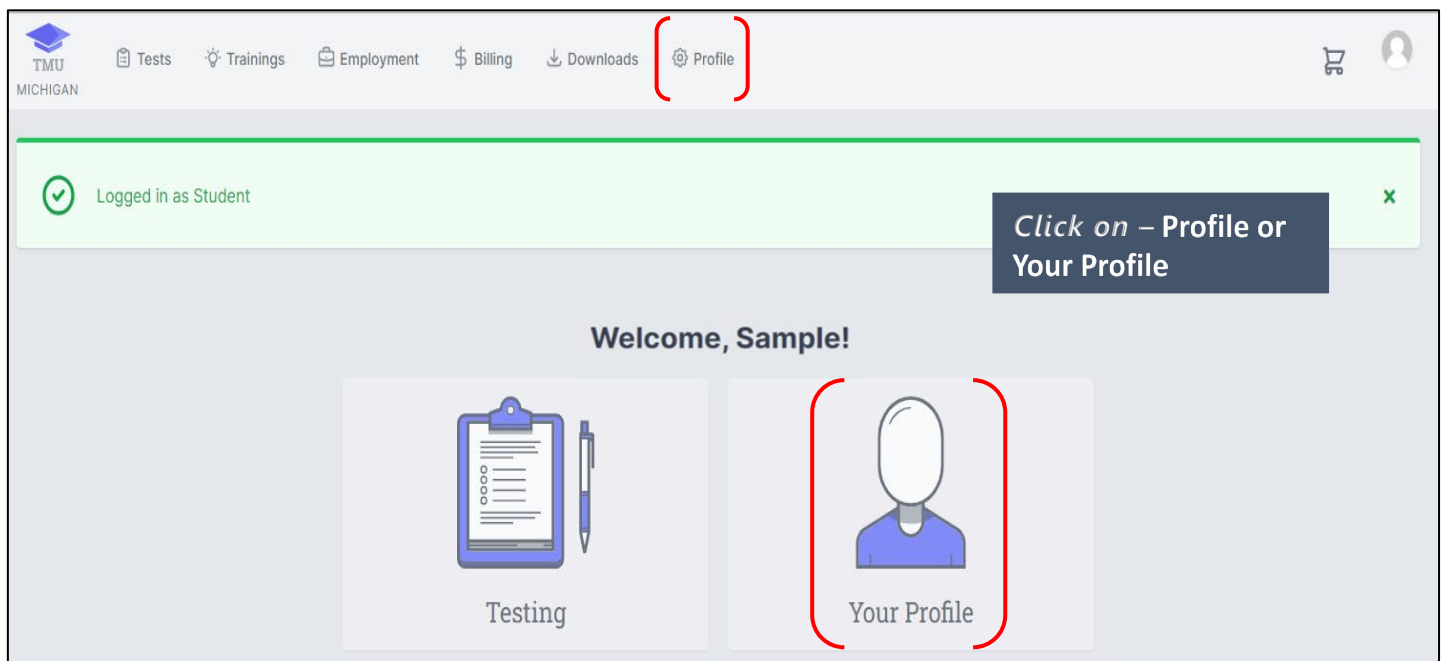 TMU
MICHIGAN
Tests Trainings Employment $ Billing Downloads Profile
Logged in as Student
x
Click on – Profile or
Your Profile
Welcome, Sample!
Testing
Your Profile